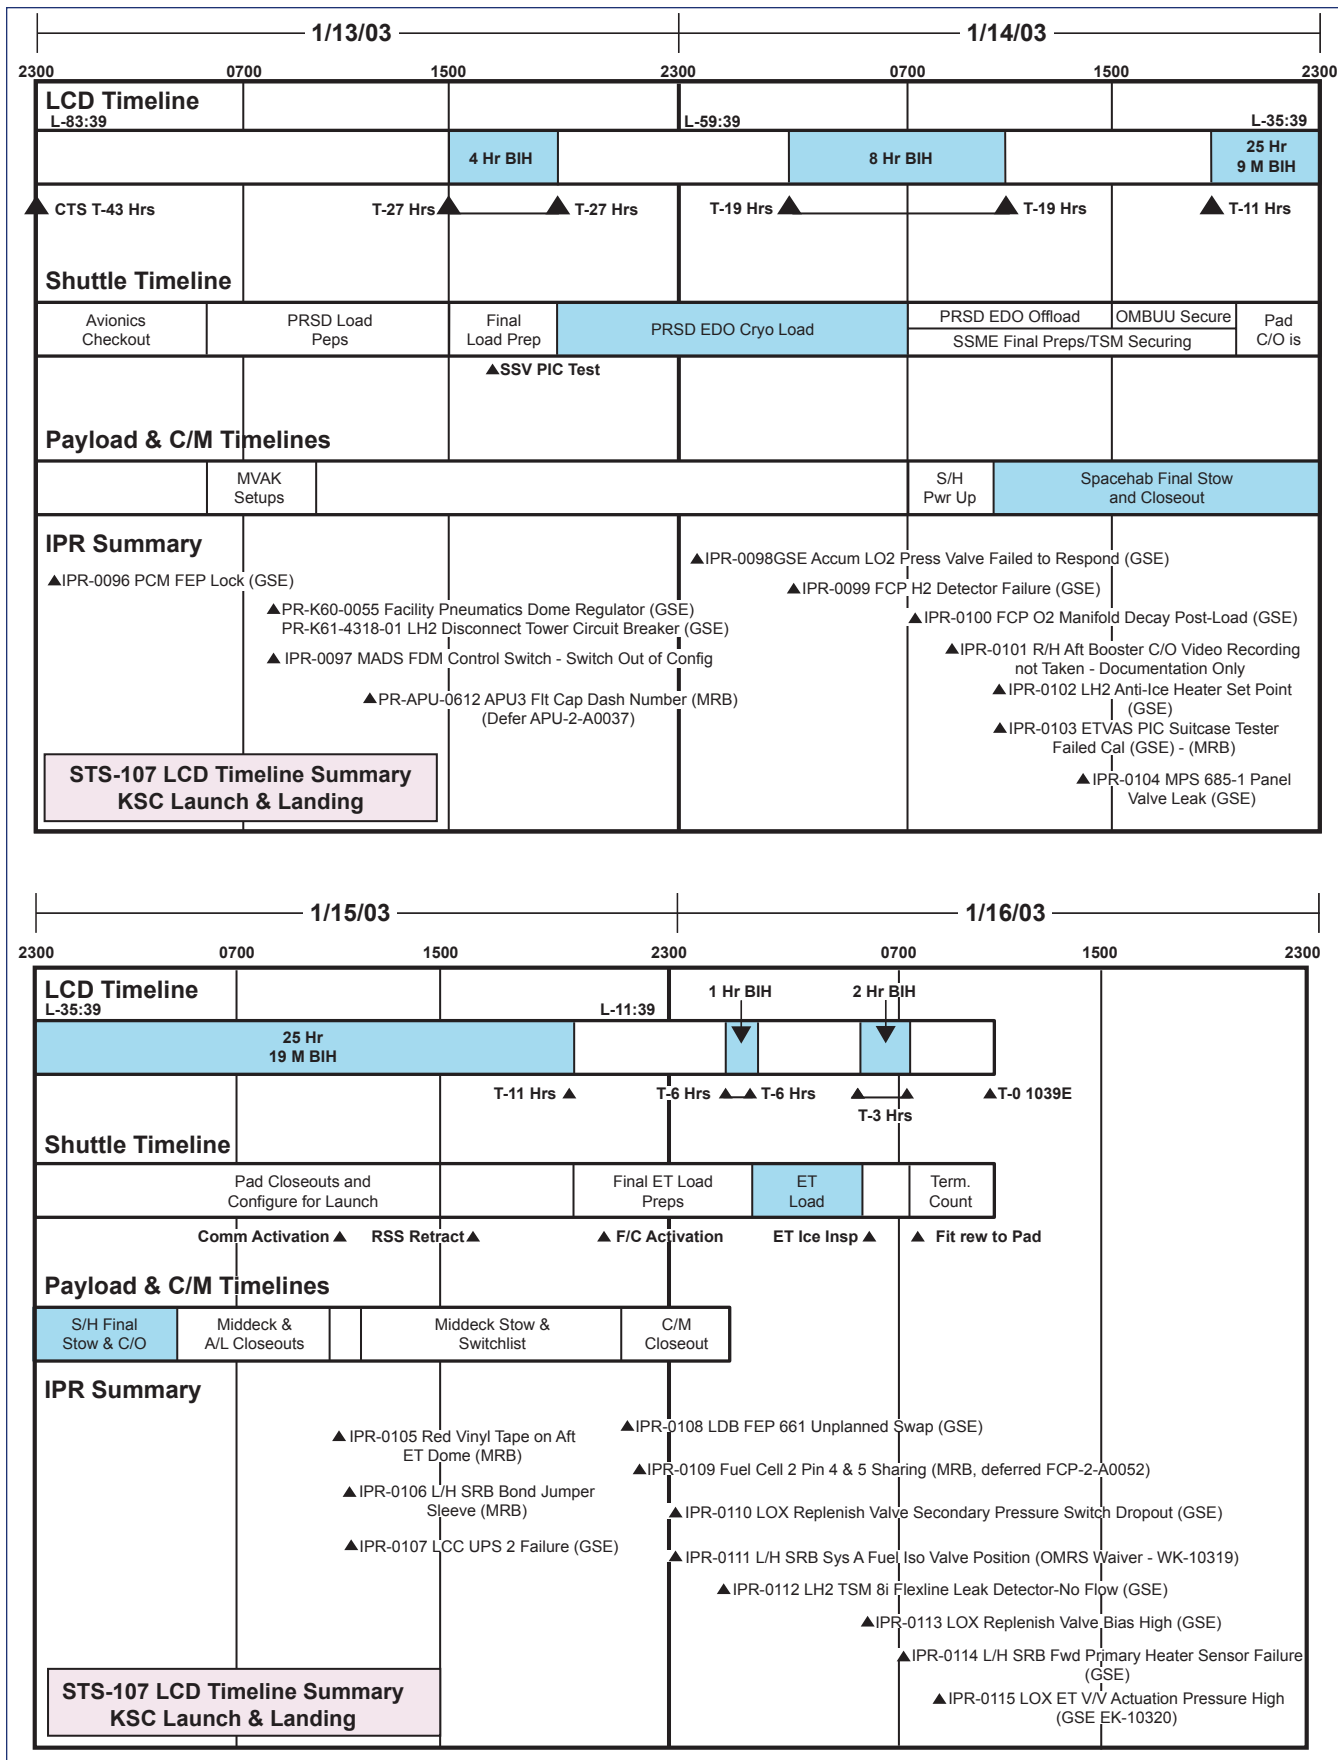 1/13/03
1/14/03
2300
0700
1500
2300
0700
1500
2300
LCD Timeline
L-83:39
L-59:39
L-35:39
4 Hr BIH
8 Hr BIH
25 Hr
9 M BIH
CTS T-43 Hrs
T-27 Hrs
T-27 Hrs
T-19 Hrs
T-19 Hrs
T-11 Hrs
Shuttle Timeline
Avionics
Checkout
PRSD Load
Peps
Final
Load Prep
PRSD EDO Cryo Load
PRSD EDO Offload
OMBUU Secure
SSME Final Preps/TSM Securing
Pad
C/O is
SSV PIC Test
Payload & C/M Timelines
MVAK
Setups
S/H
Pwr Up
Spacehab Final Stow
and Closeout
IPR Summary
IPR-0096 PCM FEP Lock (GSE)
PR-K60-0055 Facility Pneumatics Dome Regulator (GSE)
PR-K61-4318-01 LH2 Disconnect Tower Circuit Breaker (GSE)
IPR-0097 MADS FDM Control Switch - Switch Out of Config
PR-APU-0612 APU3 Flt Cap Dash Number (MRB)
(Defer APU-2-A0037)
IPR-0098GSE Accum LO2 Press Valve Failed to Respond (GSE)
IPR-0099 FCP H2 Detector Failure (GSE)
IPR-0100 FCP O2 Manifold Decay Post-Load (GSE)
IPR-0101 R/H Aft Booster C/O Video Recording
not Taken - Documentation Only
IPR-0102 LH2 Anti-Ice Heater Set Point
(GSE)
IPR-0103 ETVAS PIC Suitcase Tester
Failed Cal (GSE) - (MRB)
IPR-0104 MPS 685-1 Panel
Valve Leak (GSE)
STS-107 LCD Timeline Summary
KSC Launch & Landing
1/15/03
1/16/03
2300
0700
1500
2300
0700
1500
2300
LCD Timeline
L-35:39
L-11:39
1 Hr BIH
2 Hr BIH
25 Hr
19 M BIH
T-11 Hrs
T-6 Hrs
T-6 Hrs
T-3 Hrs
T-0 1039E
Shuttle Timeline
Pad Closeouts and
Configure for Launch
Final ET Load
Preps
ET
Load
Term.
Count
Comm Activation
RSS Retract
F/C Activation
ET Ice Insp
Fit rew to Pad
Payload & C/M Timelines
S/H Final
Stow & C/O
Middeck &
A/L Closeouts
Middeck Stow &
Switchlist
C/M
Closeout
IPR Summary
IPR-0105 Red Vinyl Tape on Aft
ET Dome (MRB)
IPR-0106 L/H SRB Bond Jumper
Sleeve (MRB)
IPR-0107 LCC UPS 2 Failure (GSE)
IPR-0108 LDB FEP 661 Unplanned Swap (GSE)
IPR-0109 Fuel Cell 2 Pin 4 & 5 Sharing (MRB, deferred FCP-2-A0052)
IPR-0110 LOX Replenish Valve Secondary Pressure Switch Dropout (GSE)
IPR-0111 L/H SRB Sys A Fuel Iso Valve Position (OMRS Waiver - WK-10319)
IPR-0112 LH2 TSM 8i Flexline Leak Detector-No Flow (GSE)
IPR-0113 LOX Replenish Valve Bias High (GSE)
IPR-0114 L/H SRB Fwd Primary Heater Sensor Failure
(GSE)
IPR-0115 LOX ET V/V Actuation Pressure High
(GSE EK-10320)
STS-107 LCD Timeline Summary
KSC Launch & Landing